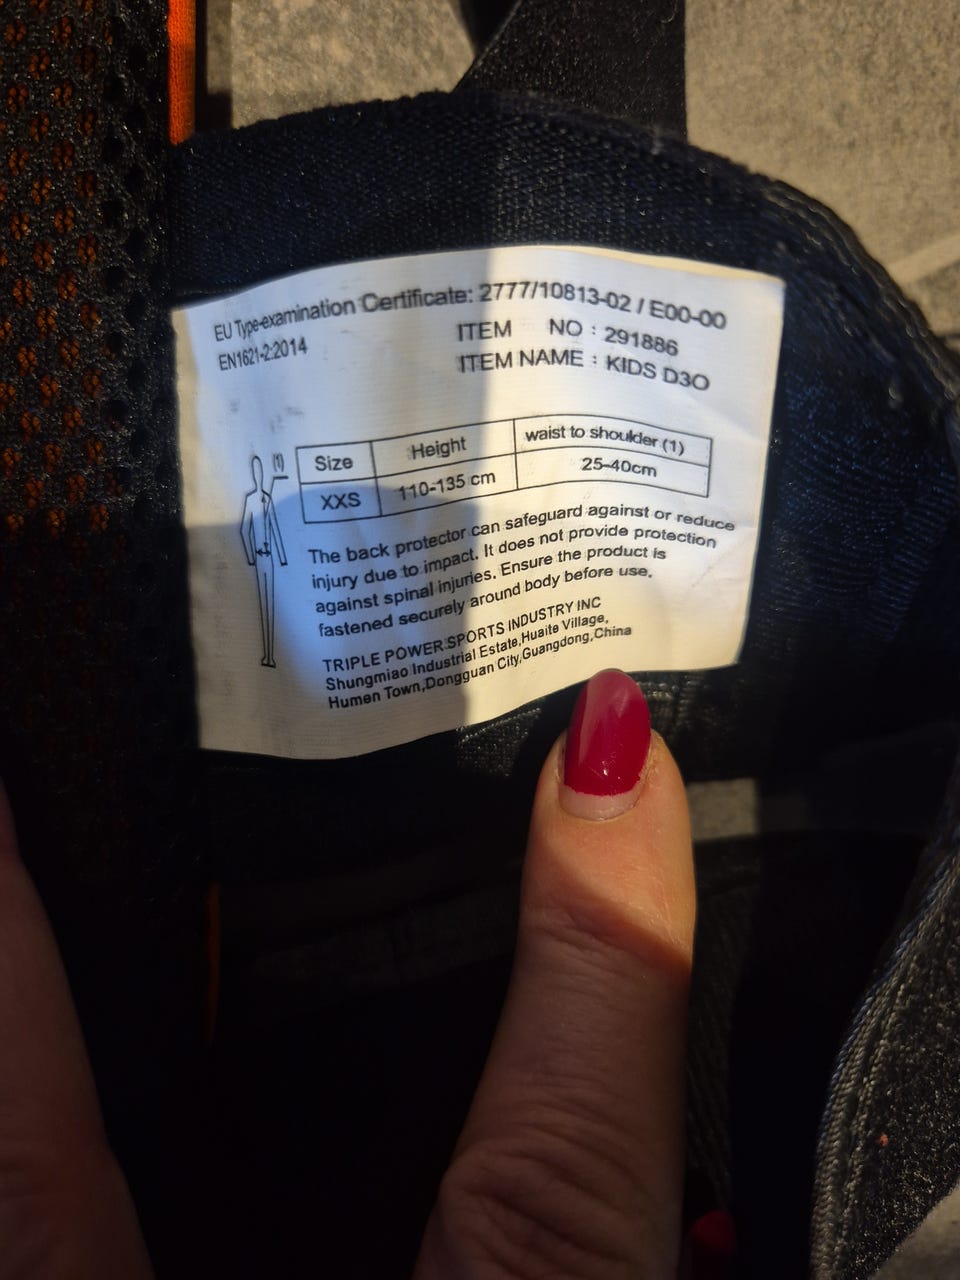 EU Type-examination Certificate: 2777/10813-02 / E00-00
EN1621-2:2014
ITEM NO : 291886
ITEM NAME : KIDS D3O
(1)
Size Height waist to shoulder (1)
XXS 110-135 cm 25-40cm
The back protector can safeguard against or reduce
injury due to impact. It does not provide protection
against spinal injuries. Ensure the product is
fastened securely around body before use.
TRIPLE POWER SPORTS INDUSTRY INC
Shungmiao Industrial Estate,Huaite Village,
Humen Town,Dongguan City,Guangdong,China